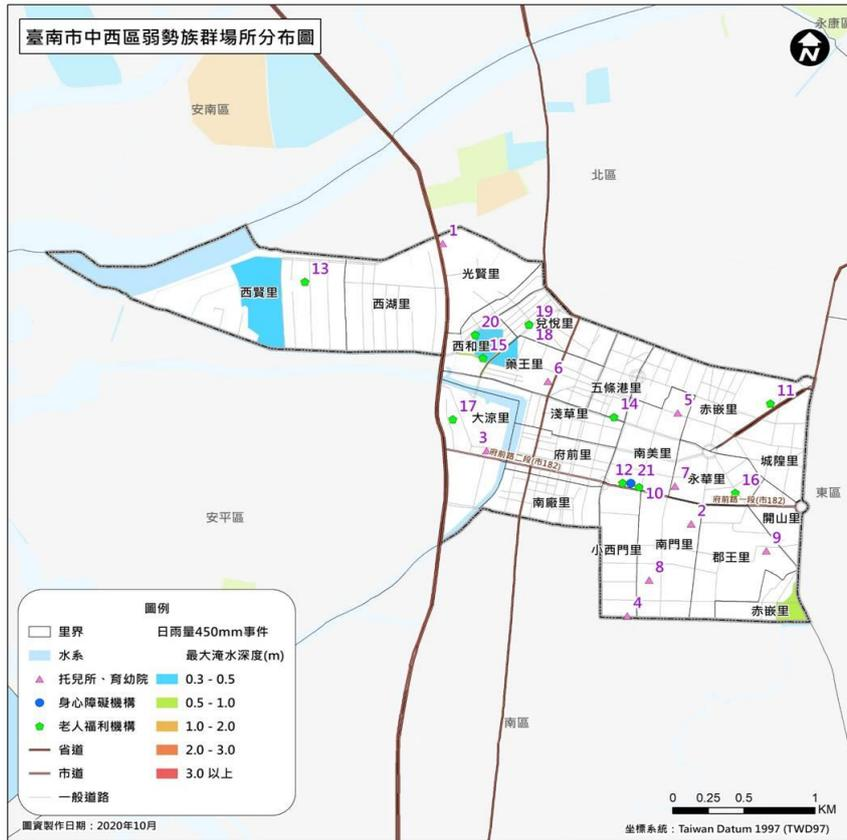 臺南市中西區弱勢族群場所分布圖
永康區
N
安南區
北區
1
光賢里
13
西賢里
西湖里
19
兌悅里
20
18
西和里
15
藥王里
6
五條港里
11
5
赤嵌里
淺草里
14
17
大涼里
3
府前路二段(市182)
府前里
南美里
城隍里
12
21
7
永華里
16
10
府前路一段(市182)
東區
南廠里
2
開山里
安平區
小西門里
南門里
9
郡王里
8
4
赤嵌里
南區
圖例
里界
日雨量450mm事件
水系
最大淹水深度(m)
托兒所、育幼院
0.3 - 0.5
身心障礙機構
0.5 - 1.0
老人福利機構
1.0 - 2.0
省道
2.0 - 3.0
市道
3.0 以上
一般道路
圖資製作日期：2020年10月
0 0.25 0.5 1
KM
坐標系統：Taiwan Datum 1997 (TWD97)